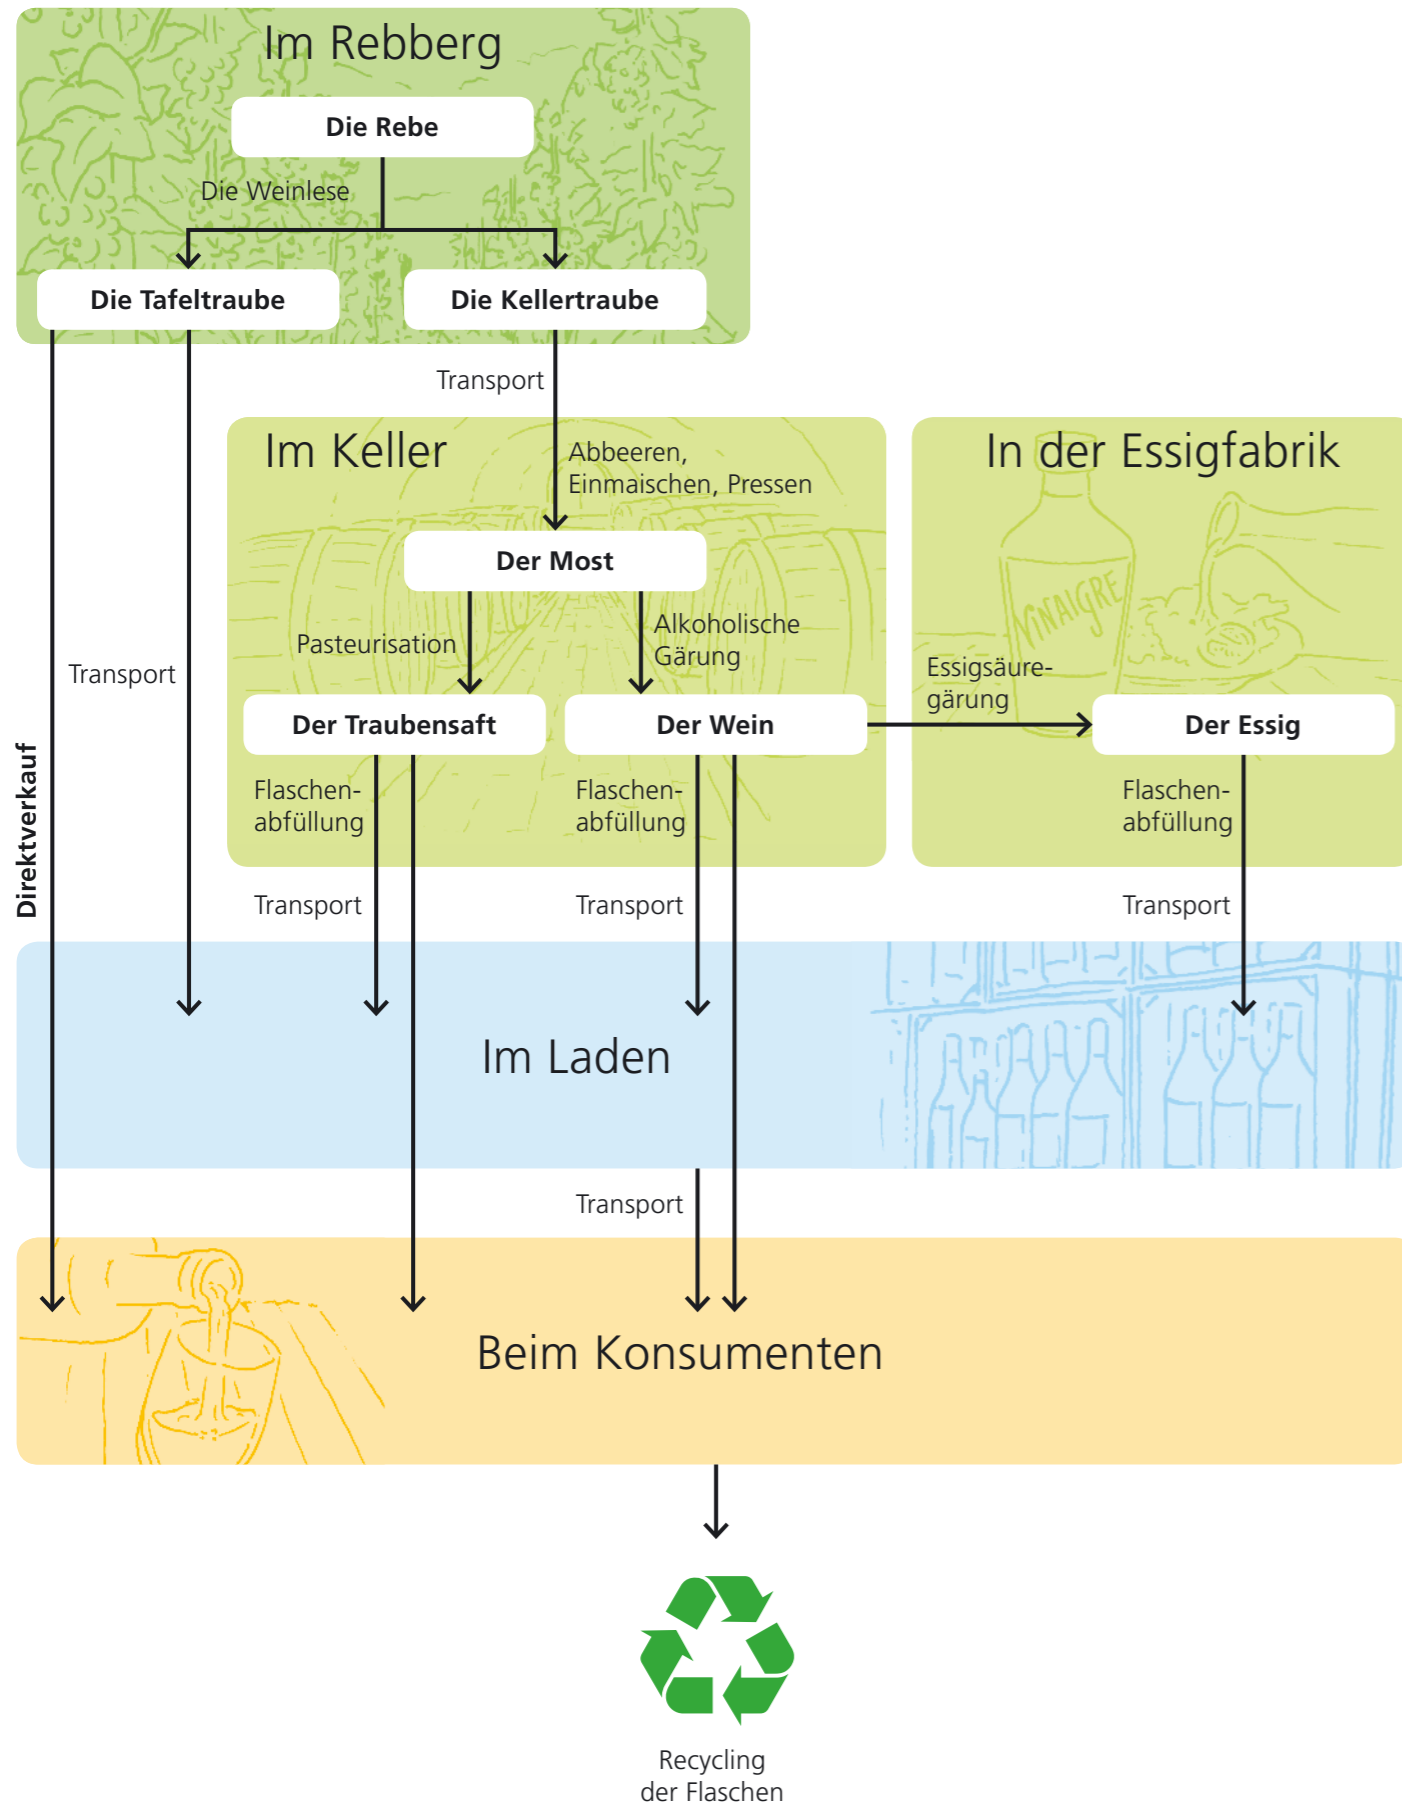 Im Rebberg
Die Rebe
Die Weinlese
Die Tafeltraube
Die Kellertraube
Transport
Im Keller
Abbeeren,
Einmaischen, Pressen
In der Essigfabrik
VINAIGRE
Der Most
Pasteurisation
Alkoholische
Gärung
Transport
Essigsäure-
gärung
Der Traubensaft
Der Wein
Der Essig
Direktverkauf
Flaschen-
abfüllung
Flaschen-
abfüllung
Flaschen-
abfüllung
Transport
Transport
Transport
Im Laden
Transport
Beim Konsumenten
Recycling
der Flaschen